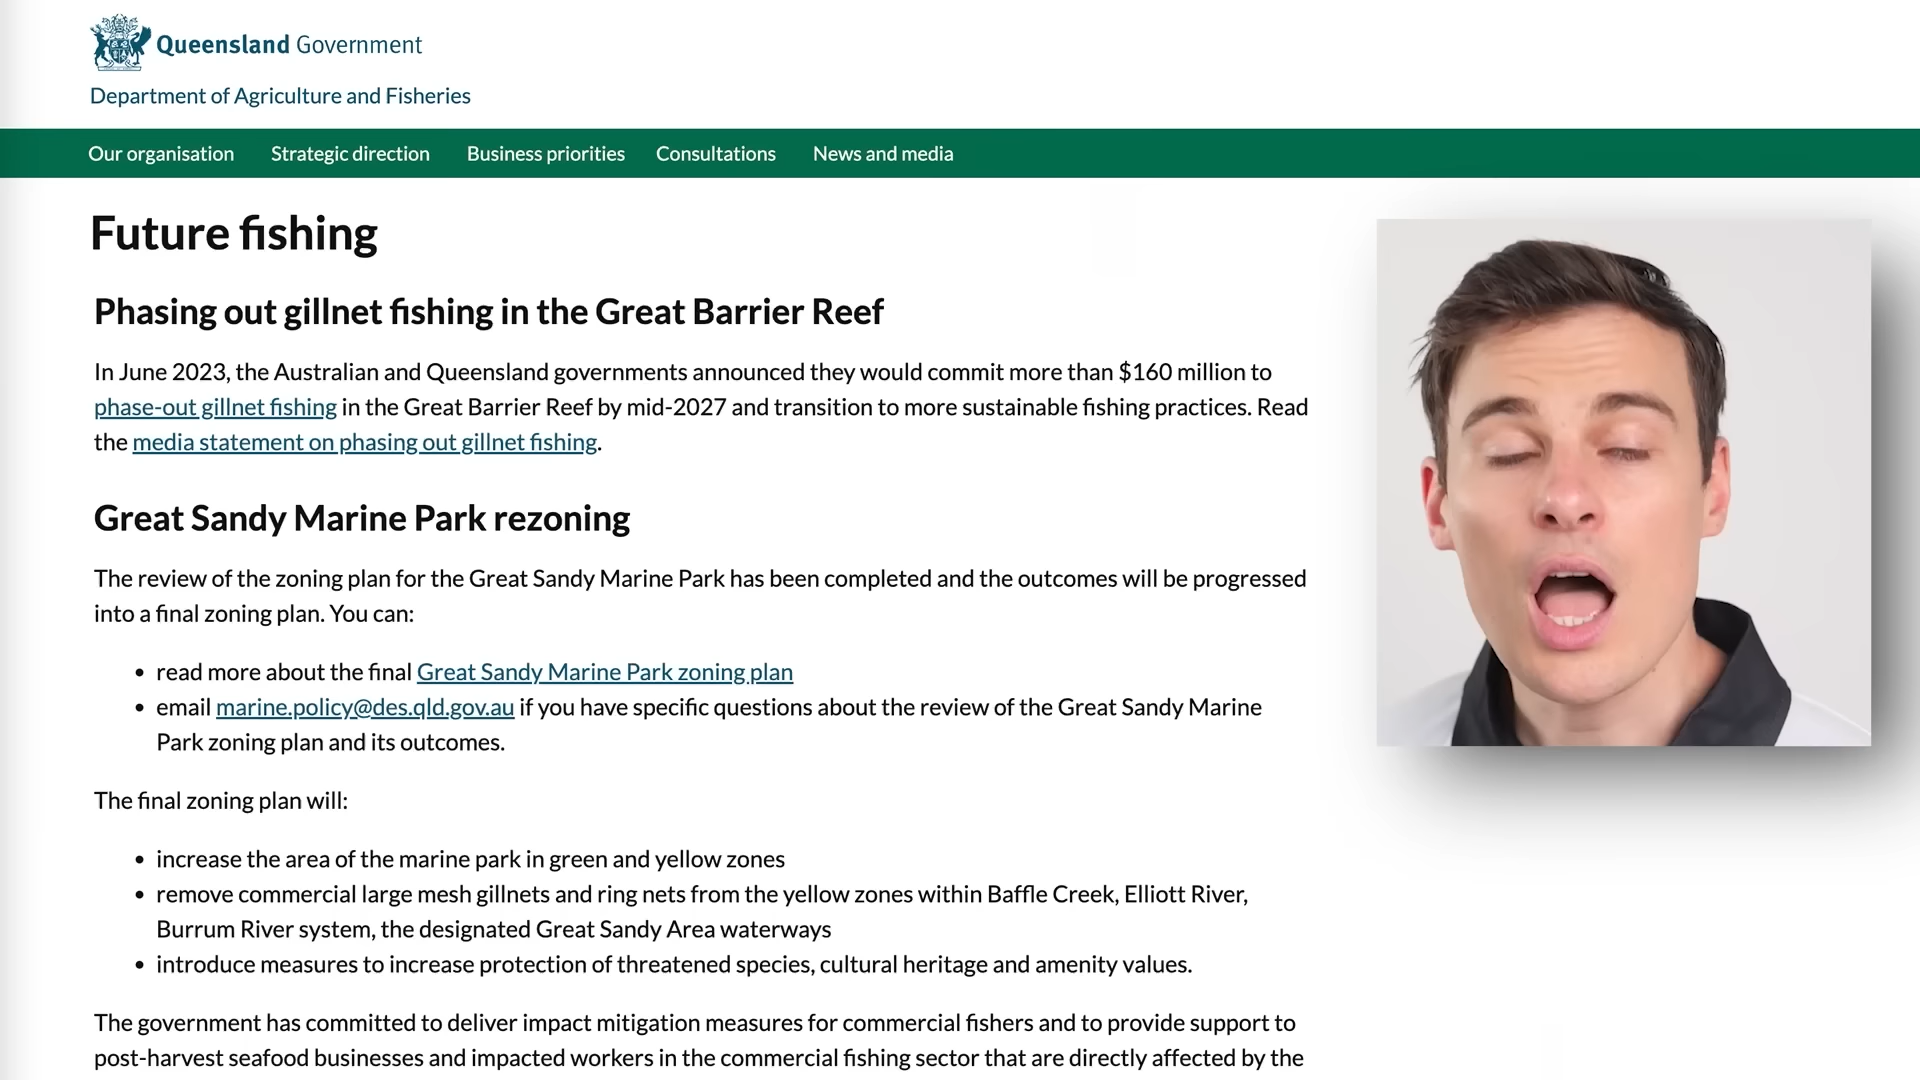 Queensland Government
Department of Agriculture and Fisheries
Our organisation Strategic direction Business priorities Consultations News and media
Future fishing
Phasing out gillnet fishing in the Great Barrier Reef
In June 2023, the Australian and Queensland governments announced they would commit more than $160 million to
phase-out gillnet fishing in the Great Barrier Reef by mid-2027 and transition to more sustainable fishing practices. Read
the media statement on phasing out gillnet fishing.
Great Sandy Marine Park rezoning
The review of the zoning plan for the Great Sandy Marine Park has been completed and the outcomes will be progressed
into a final zoning plan. You can:
• read more about the final Great Sandy Marine Park zoning plan
• email marine.policy@des.qld.gov.au if you have specific questions about the review of the Great Sandy Marine
Park zoning plan and its outcomes.
The final zoning plan will:
• increase the area of the marine park in green and yellow zones
• remove commercial large mesh gillnets and ring nets from the yellow zones within Baffle Creek, Elliott River,
Burrum River system, the designated Great Sandy Area waterways
• introduce measures to increase protection of threatened species, cultural heritage and amenity values.
The government has committed to deliver impact mitigation measures for commercial fishers and to provide support to
post-harvest seafood businesses and impacted workers in the commercial fishing sector that are directly affected by the